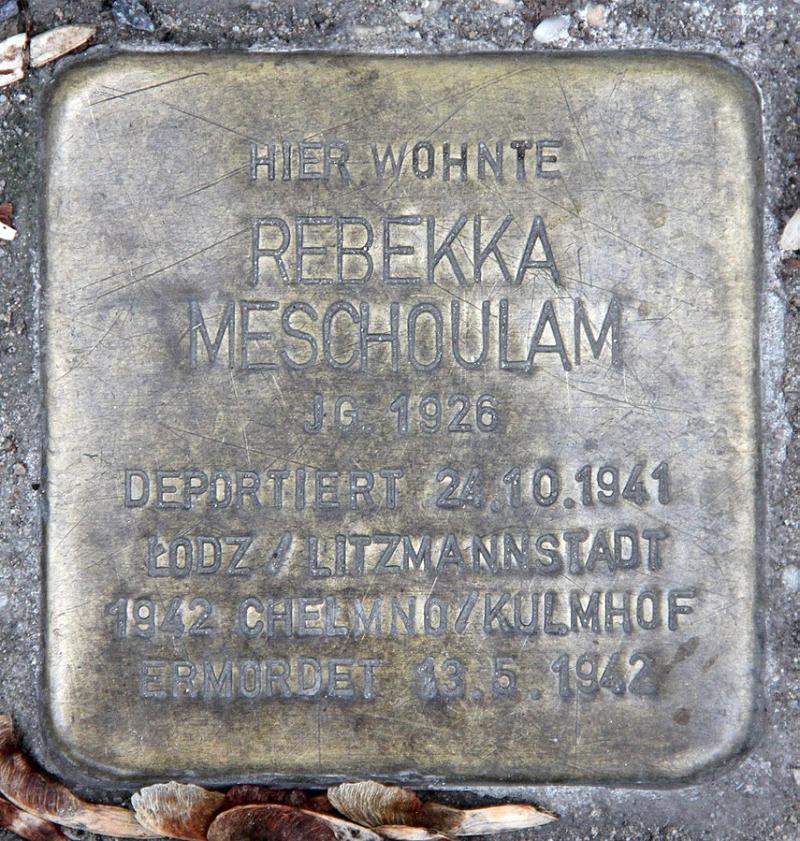 HIER WOHNTE
REBEKKA
MESCHOULAM
JG. 1926
DEPORTIERT 24.10.1941
ŁODZ / LITZMANNSTADT
1942 CHELMNO/KULMHOF
ERMORDET 13.5.1942